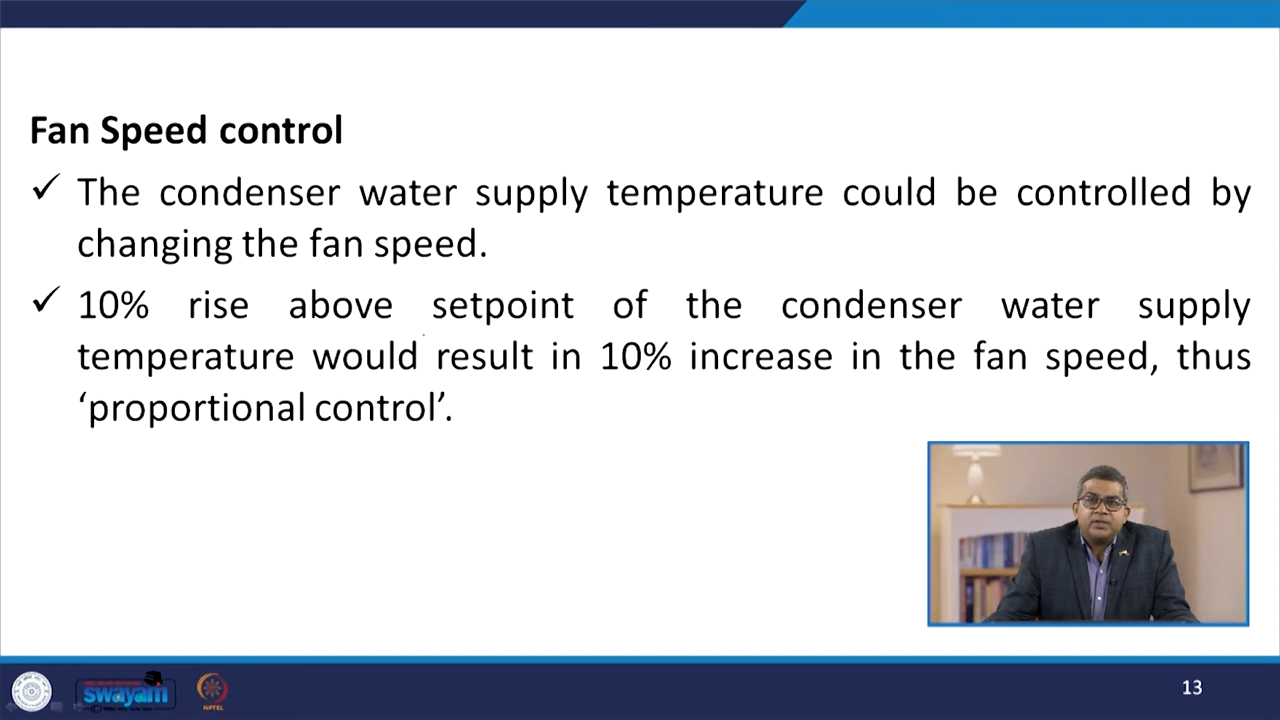 Fan Speed control
✓ The condenser water supply temperature could be controlled by
changing the fan speed.
✓ 10% rise above setpoint of the condenser water supply
temperature would result in 10% increase in the fan speed, thus
‘proportional control’.
swayam
NPTEL
13